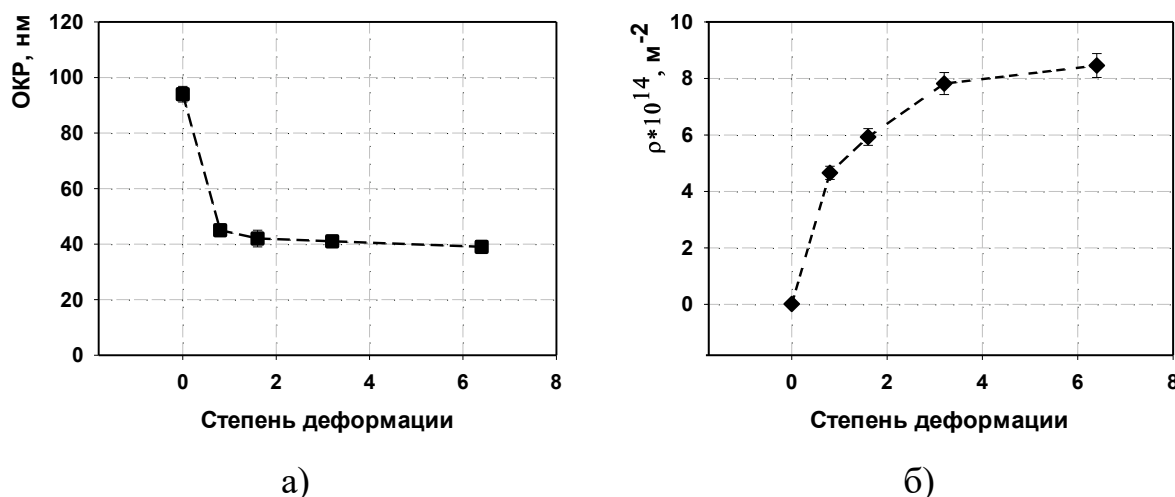 ОКР, нм
120
100
80
60
40
20
0
0 2 4 6 8
Степень деформации
а)
ρ*10^14, м^-2
10
8
6
4
2
0
0 2 4 6 8
Степень деформации
б)